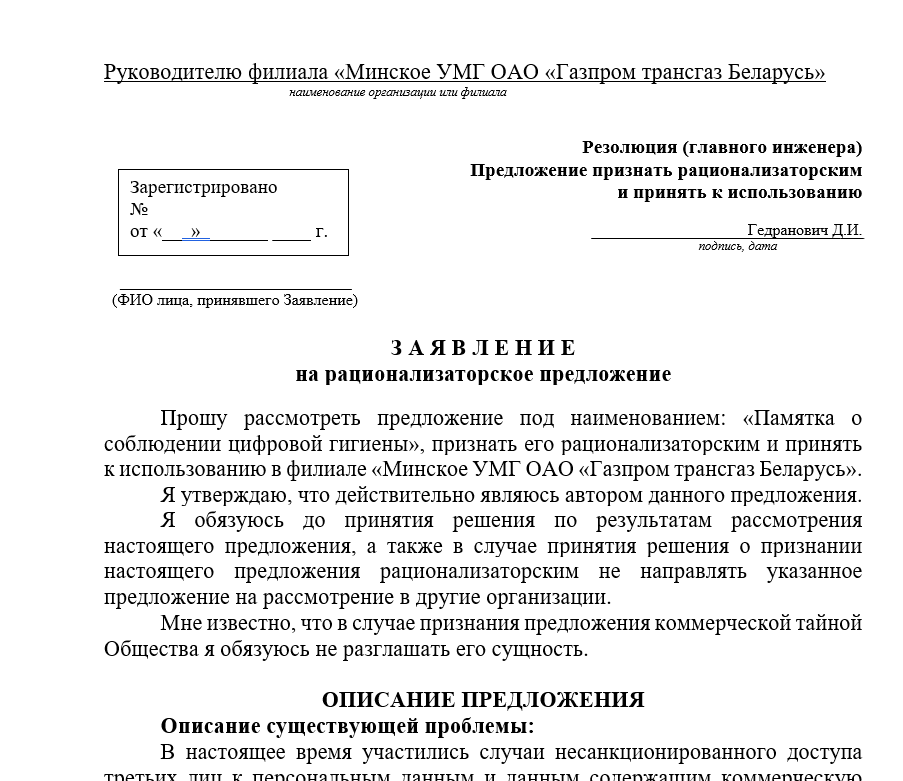 Руководителю филиала «Минское УМГ ОАО «Газпром трансгаз Беларусь»
наименование организации или филиала
Резолюция (главного инженера)
Предложение признать рационализаторским
и принять к использованию
Зарегистрировано
№
от «___»_________ ____ г.
Гедранович Д.И.
подпись, дата
(ФИО лица, принявшего Заявление)
З А Я В Л Е Н И Е
на рационализаторское предложение
Прошу рассмотреть предложение под наименованием: «Памятка о
соблюдении цифровой гигиены», признать его рационализаторским и принять
к использованию в филиале «Минское УМГ ОАО «Газпром трансгаз Беларусь».
Я утверждаю, что действительно являюсь автором данного предложения.
Я обязуюсь до принятия решения по результатам рассмотрения
настоящего предложения, а также в случае принятия решения о признании
настоящего предложения рационализаторским не направлять указанное
предложение на рассмотрение в другие организации.
Мне известно, что в случае признания предложения коммерческой тайной
Общества я обязуюсь не разглашать его сущность.
ОПИСАНИЕ ПРЕДЛОЖЕНИЯ
Описание существующей проблемы:
В настоящее время участились случаи несанкционированного доступа
третьих лиц к персональным данным и данным содержащим коммерческую